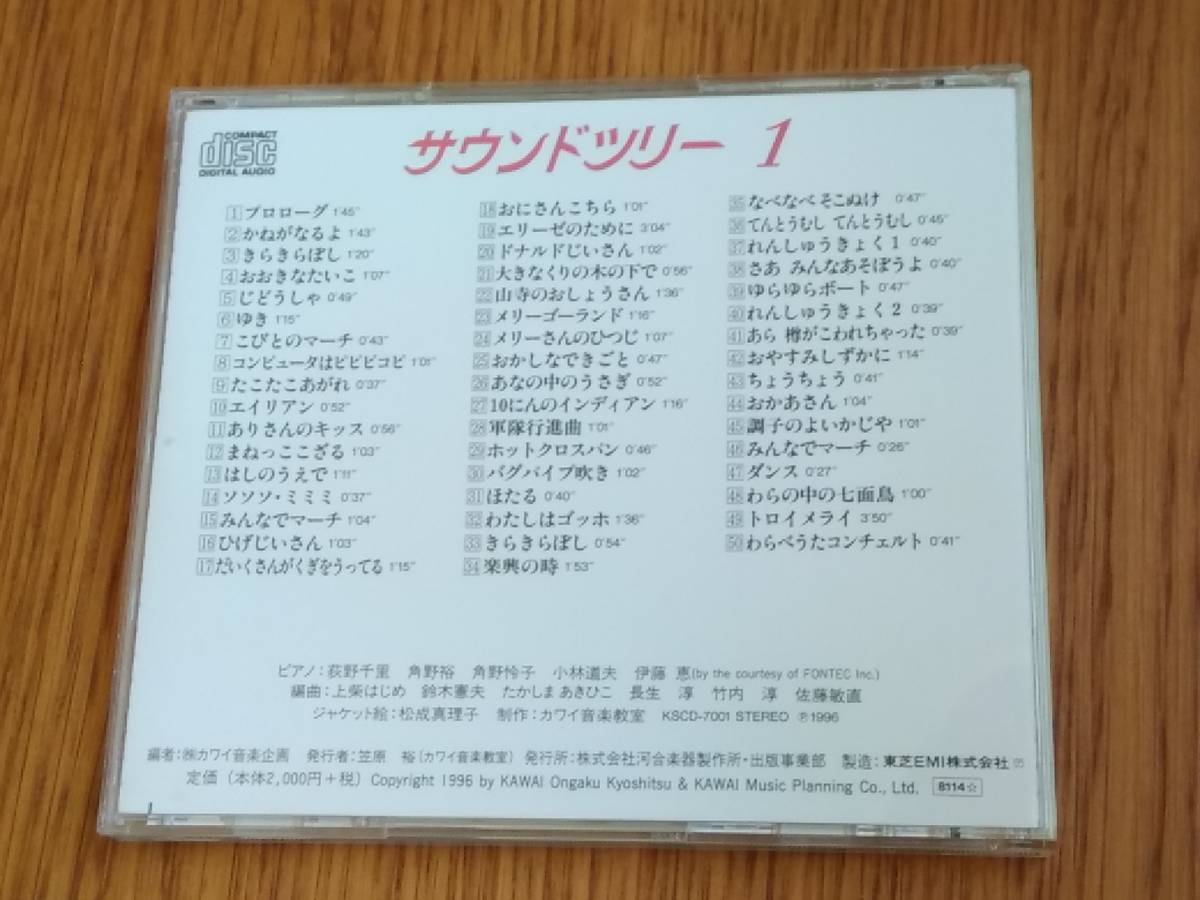 COMPACT
disc
DIGITAL AUDIO
サウンドツリー 1
1 プロローグ 1'45"
2 かねがなるよ 1'43"
3 きらきらぼし 1'20"
4 おおきなたいこ 1'07"
5 じどうしゃ 0'49"
6 ゆき 1'15"
7 こびとのマーチ 0'43"
8 コンピュータはピピピコピ 1'01"
9 たこたこあがれ 0'37"
10 エイリアン 0'52"
11 ありさんのキッス 0'56"
12 まねっここざる 1'03"
13 はしのうえで 1'11"
14 ソソソ・ミミミ 0'37"
15 みんなでマーチ 1'04"
16 ひげじいさん 1'03"
17 だいくさんがくぎをうってる 1'15"
18 おにさんこちら 1'01"
19 エリーゼのために 3'04"
20 ドナルドじいさん 1'02"
21 大きなくりの木の下で 0'56"
22 山寺のおしょうさん 1'36"
23 メリーゴーランド 1'16"
24 メリーさんのひつじ 1'07"
25 おかしなできごと 0'47"
26 あなの中のうさぎ 0'52"
27 10にんのインディアン 1'16"
28 軍隊行進曲 1'01"
29 ホットクロスバン 0'46"
30 バグパイプ吹き 1'02"
31 ほたる 0'40"
32 わたしはゴッホ 1'36"
33 きらきらぼし 0'54"
34 楽興の時 1'53"
35 なべなべ そこぬけ 0'47"
36 てんとうむし てんとうむし 0'45"
37 れんしゅうきょく1 0'40"
38 さあ みんなあそぼうよ 0'40"
39 ゆらゆらボート 0'47"
40 れんしゅうきょく2 0'39"
41 あら 樽がこわれちゃった 0'39"
42 おやすみしずかに 1'14"
43 ちょうちょう 0'41"
44 おかあさん 1'04"
45 調子のよいかじや 1'01"
46 みんなでマーチ 0'26"
47 ダンス 0'27"
48 わらの中の七面鳥 1'00"
49 トロイメライ 3'50"
50 わらべうたコンチェルト 0'41"
ピアノ：荻野千里 角野裕 角野怜子 小林道夫 伊藤 恵(by the courtesy of FONTEC Inc.)
編曲：上柴はじめ 鈴木憲夫 たかしま あきひこ 長生 淳 竹内 淳 佐藤敏直
ジャケット絵：松成真理子 制作：カワイ音楽教室 KSCD-7001 STEREO Ⓟ1996
編者：㈱カワイ音楽企画 発行者：笠原 裕(カワイ音楽教室) 発行所：株式会社河合楽器製作所・出版事業部 製造：東芝EMI株式会社
定価（本体2,000円＋税）Copyright 1996 by KAWAI Ongaku Kyoshitsu & KAWAI Music Planning Co., Ltd. 8114☆